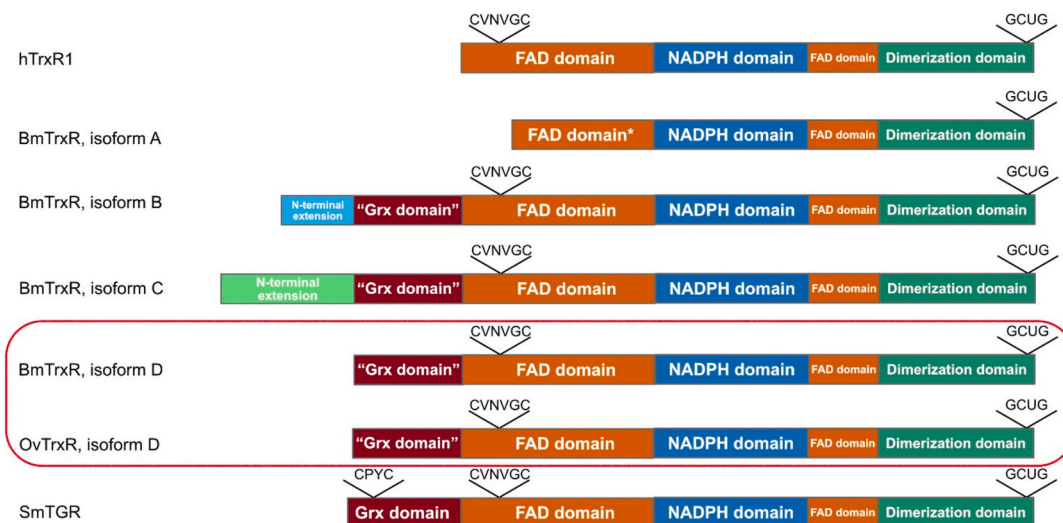 CVNVGC GCUG
hTrxR1 FAD domain NADPH domain FAD domain Dimerization domain
GCUG
BmTrxR, isoform A FAD domain* NADPH domain FAD domain Dimerization domain
CVNVGC GCUG
BmTrxR, isoform B N-terminal extension "Grx domain" FAD domain NADPH domain FAD domain Dimerization domain
CVNVGC GCUG
BmTrxR, isoform C N-terminal extension "Grx domain" FAD domain NADPH domain FAD domain Dimerization domain
CVNVGC GCUG
BmTrxR, isoform D "Grx domain" FAD domain NADPH domain FAD domain Dimerization domain
CVNVGC GCUG
OvTrxR, isoform D "Grx domain" FAD domain NADPH domain FAD domain Dimerization domain
CPYC CVNVGC GCUG
SmTGR Grx domain FAD domain NADPH domain FAD domain Dimerization domain